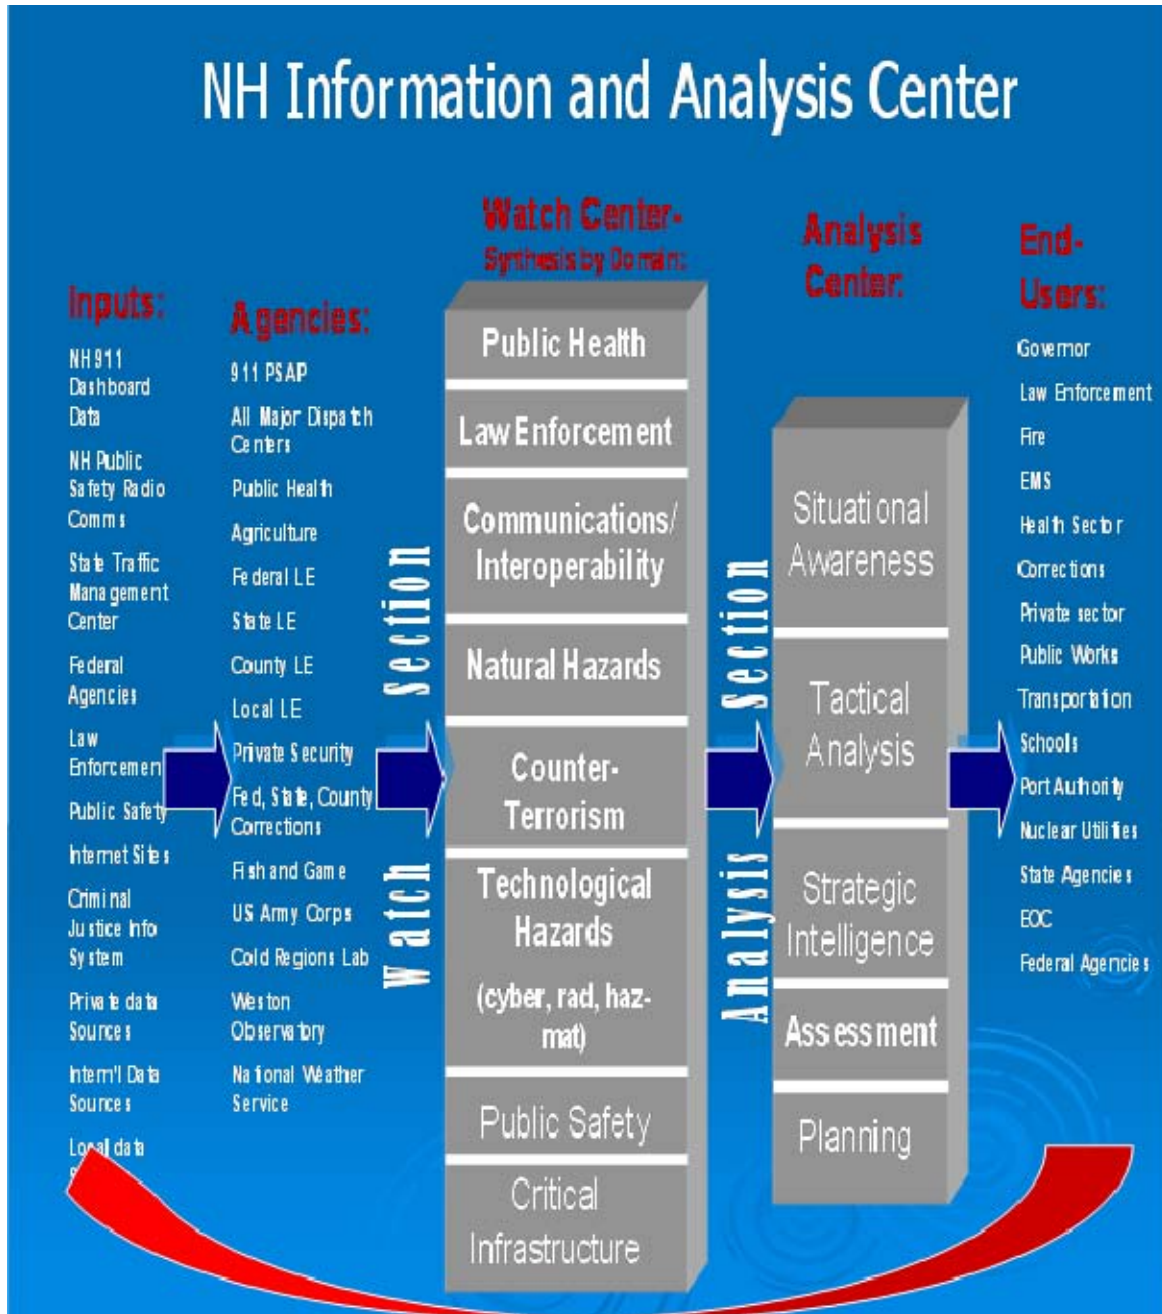 NH Information and Analysis Center
Inputs:
NH911
Dashboard
Data
NH Public
Safety Radio
Comms
State Traffic
Management
Center
Federal
Agencies
Law
Enforcement
Public Safety
Internet Sites
Criminal
Justice Info
System
Private data
Sources
Intern'l Data
Sources
Local data
Agencies:
911 PSAP
All Major Dispatch
Centers
Public Health
Agriculture
Federal LE
State LE
County LE
Local LE
Private Security
Fed, State, County
Corrections
Fish and Game
US Army Corps
Cold Regions Lab
Weston
Observatory
National Weather
Service
Watch Section
Watch Center-
Synthesis by Domain:
Public Health
Law Enforcement
Communications/
Interoperability
Natural Hazards
Counter-
Terrorism
Technological
Hazards
(cyber, rad, haz-
mat)
Public Safety
Critical
Infrastructure
Analysis Section
Analysis
Center:
Situational
Awareness
Tactical
Analysis
Strategic
Intelligence
Assessment
Planning
End-
Users:
Governor
Law Enforcement
Fire
EMS
Health Sector
Corrections
Private sector
Public Works
Transportation
Schools
Port Authority
Nuclear Utilities
State Agencies
EOC
Federal Agencies